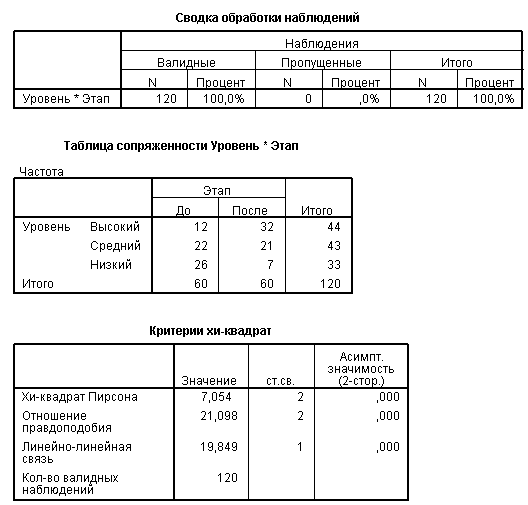 Сводка обработки наблюдений
Наблюдения
Валидные Пропущенные Итого
N Процент N Процент N Процент
Уровень * Этап 120 100,0% 0 ,0% 120 100,0%
Таблица сопряженности Уровень * Этап
Частота
Этап
До После Итого
Уровень Высокий 12 32 44
Средний 22 21 43
Низкий 26 7 33
Итого 60 60 120
Критерии хи-квадрат
Асимпт.
значимость
Значение ст.св. (2-стор.)
Хи-квадрат Пирсона 7,054 2 ,000
Отношение 21,098 2 ,000
правдоподобия
Линейно-линейная 19,849 1 ,000
связь
Кол-во валидных 120
наблюдений